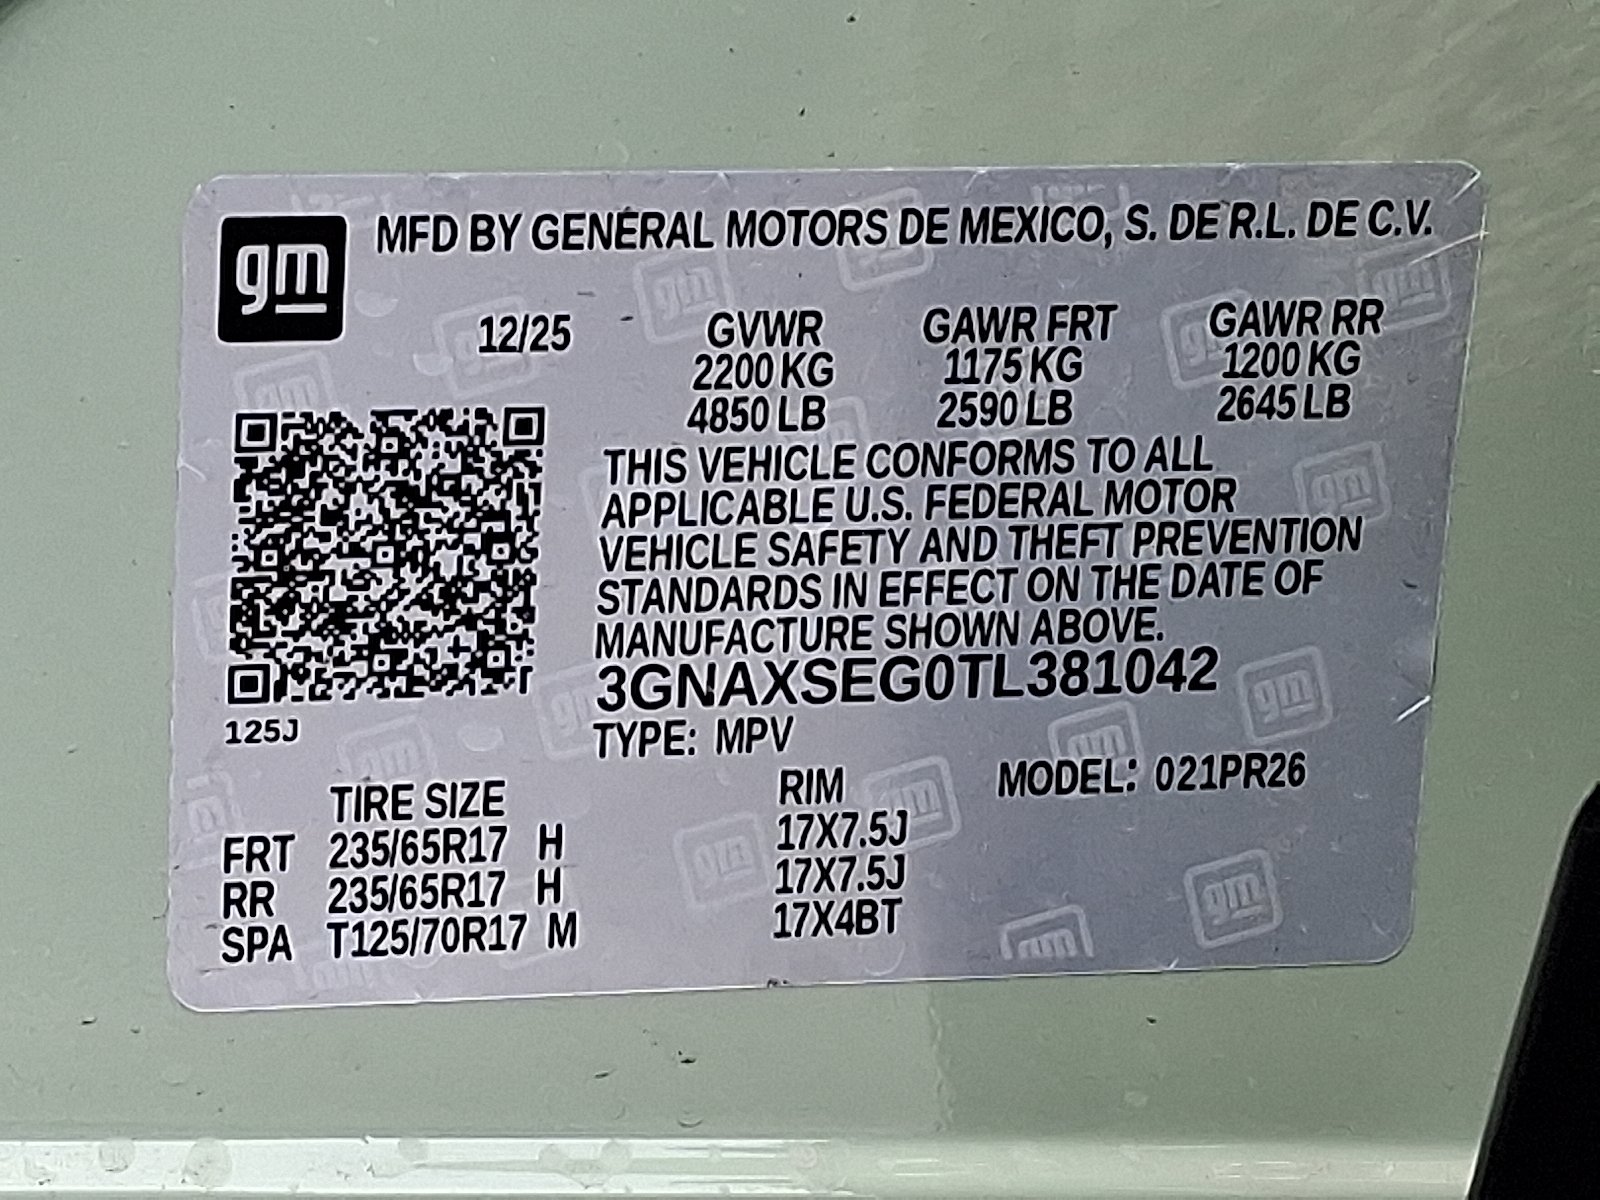 gm
MFD BY GENERAL MOTORS DE MEXICO, S. DE R.L. DE C.V.
12/25 GVWR GAWR FRT GAWR RR
2200 KG 1175 KG 1200 KG
4850 LB 2590 LB 2645 LB
THIS VEHICLE CONFORMS TO ALL
APPLICABLE U.S. FEDERAL MOTOR
VEHICLE SAFETY AND THEFT PREVENTION
STANDARDS IN EFFECT ON THE DATE OF
MANUFACTURE SHOWN ABOVE.
3GNAXSEG0TL381042
125J
TYPE: MPV
MODEL: 021PR26
TIRE SIZE RIM
FRT 235/65R17 H 17X7.5J
RR 235/65R17 H 17X7.5J
SPA T125/70R17 M 17X4BT